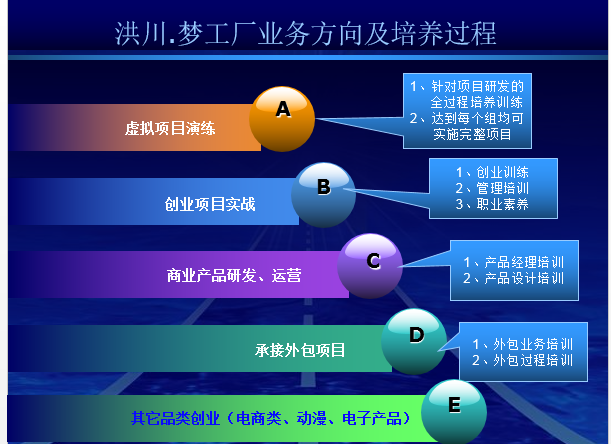 洪川.梦工厂业务方向及培养过程
虚拟项目演练
A
1、针对项目研发的
全过程培养训练
2、达到每个组均可
实施完整项目
创业项目实战
B
1、创业训练
2、管理培训
3、职业素养
商业产品研发、运营
C
1、产品经理培训
2、产品设计培训
承接外包项目
D
1、外包业务培训
2、外包过程培训
其它品类创业（电商类、动漫、电子产品）
E